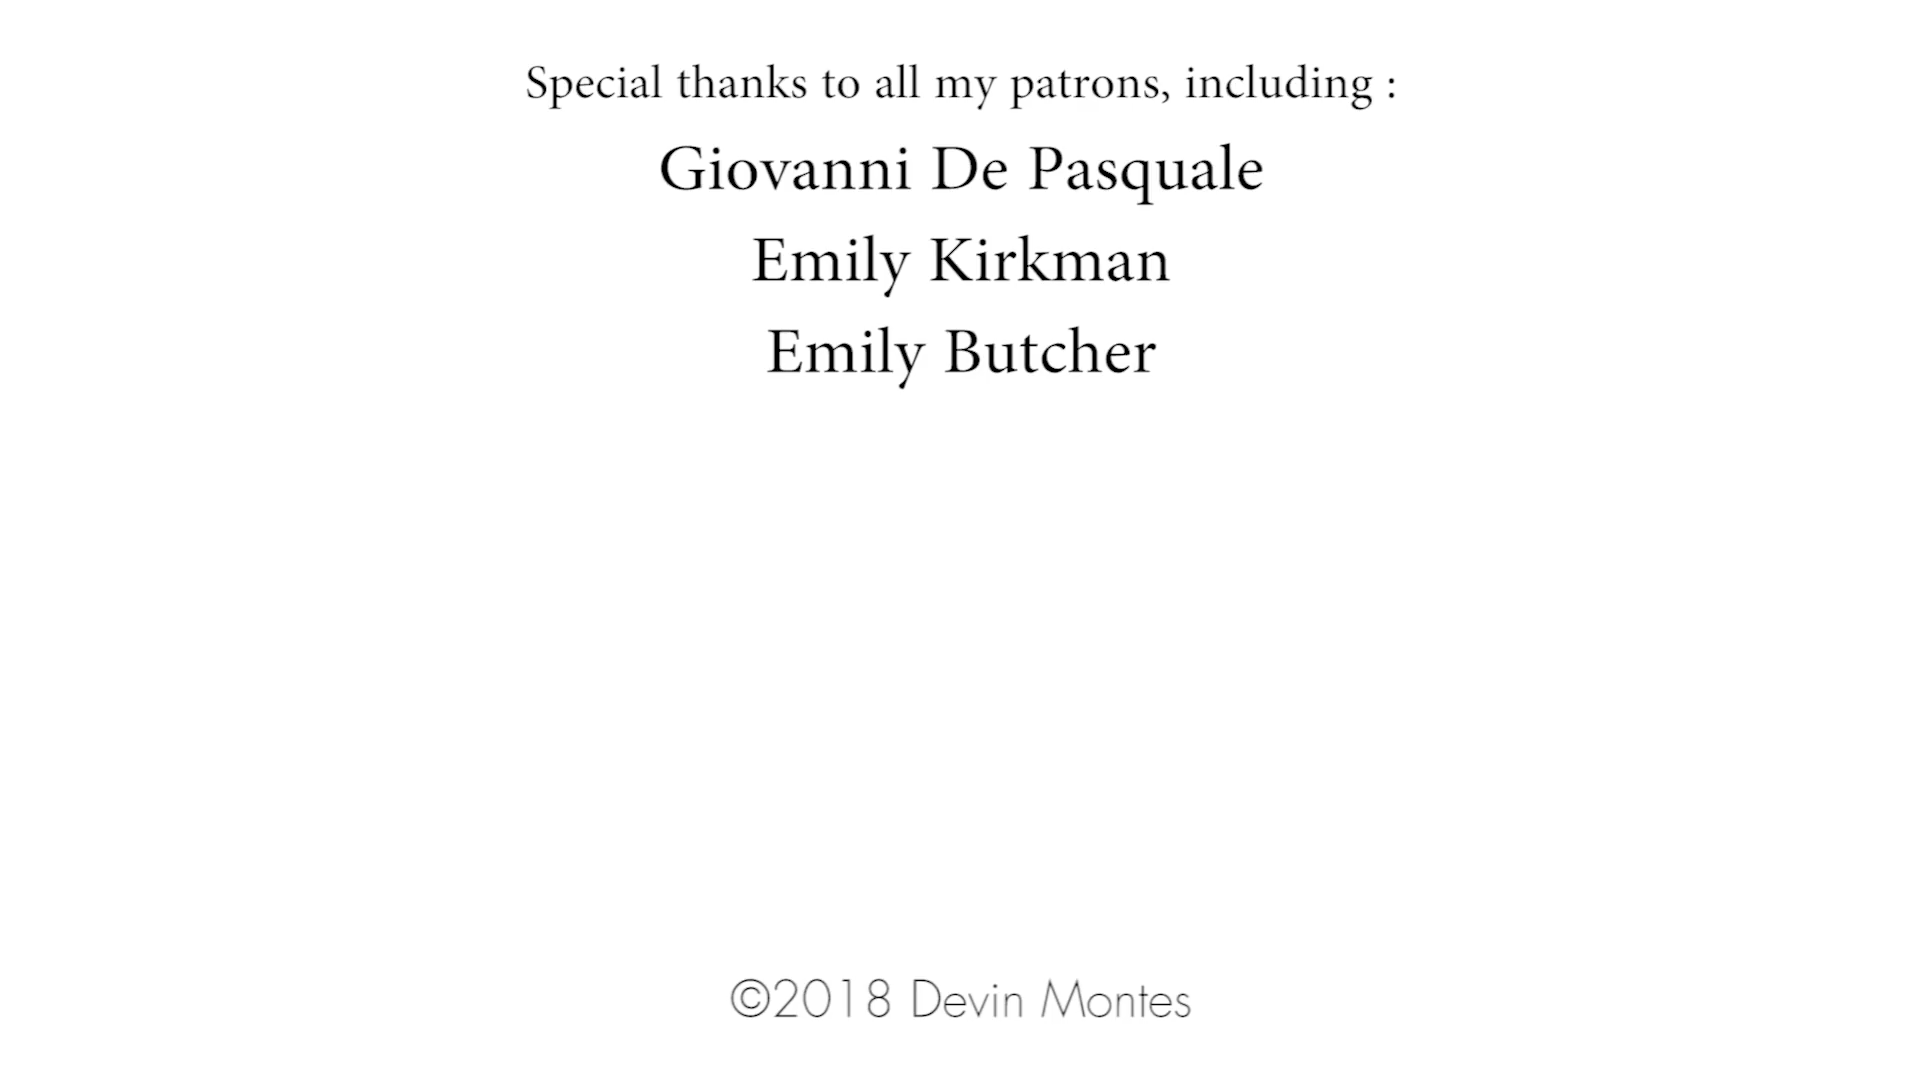 Special thanks to all my patrons, including :
Giovanni De Pasquale
Emily Kirkman
Emily Butcher
©2018 Devin Montes